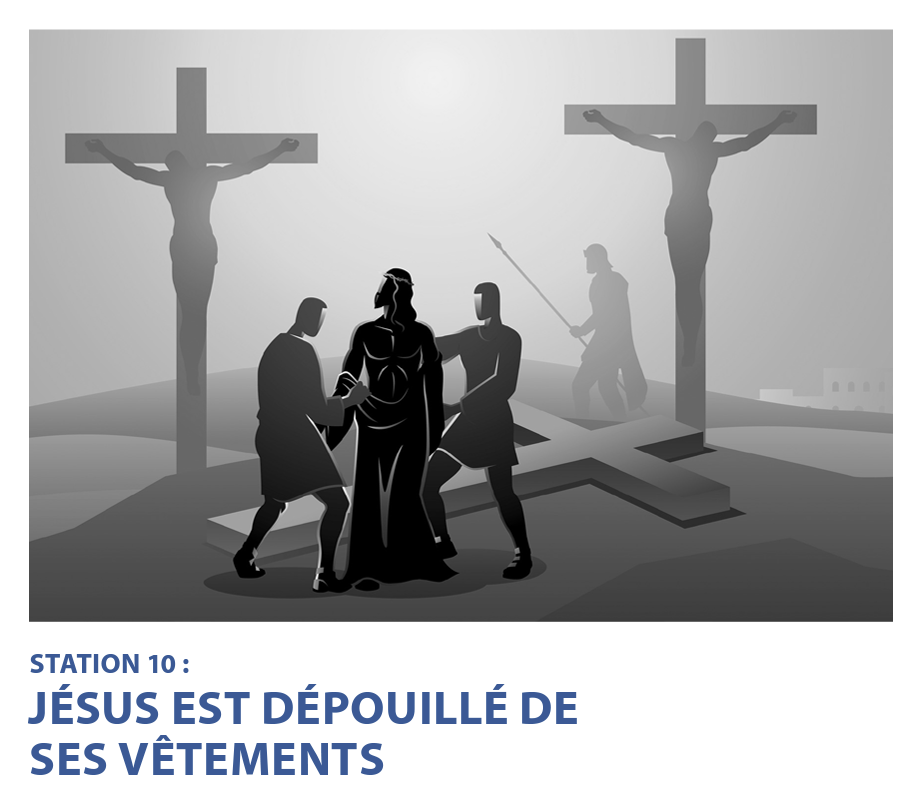 STATION 10 :
JÉSUS EST DÉPOUILLÉ DE
SES VÊTEMENTS